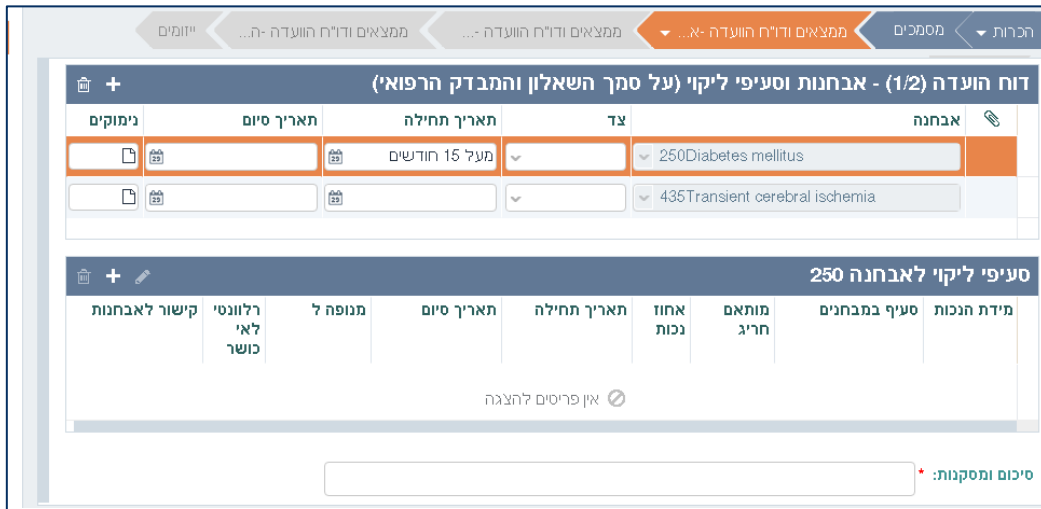 הכרות מסמכים ממצאים ודו"ח הוועדה -א... ממצאים ודו"ח הוועדה -... ממצאים ודו"ח הוועדה -ה... ייזומים
דוח הועדה (1/2) - אבחנות וסעיפי ליקוי (על סמך השאלון והמבדק הרפואי)
אבחנה צד תאריך תחילה תאריך סיום נימוקים
250Diabetes mellitus מעל 15 חודשים
435Transient cerebral ischemia
סעיפי ליקוי לאבחנה 250
מידת הנכות סעיף במבחנים מותאם חריג אחוז נכות תאריך תחילה תאריך סיום מנופה ל רלוונטי לאי כושר קישור לאבחנות
אין פריטים להצגה
סיכום ומסקנות: *